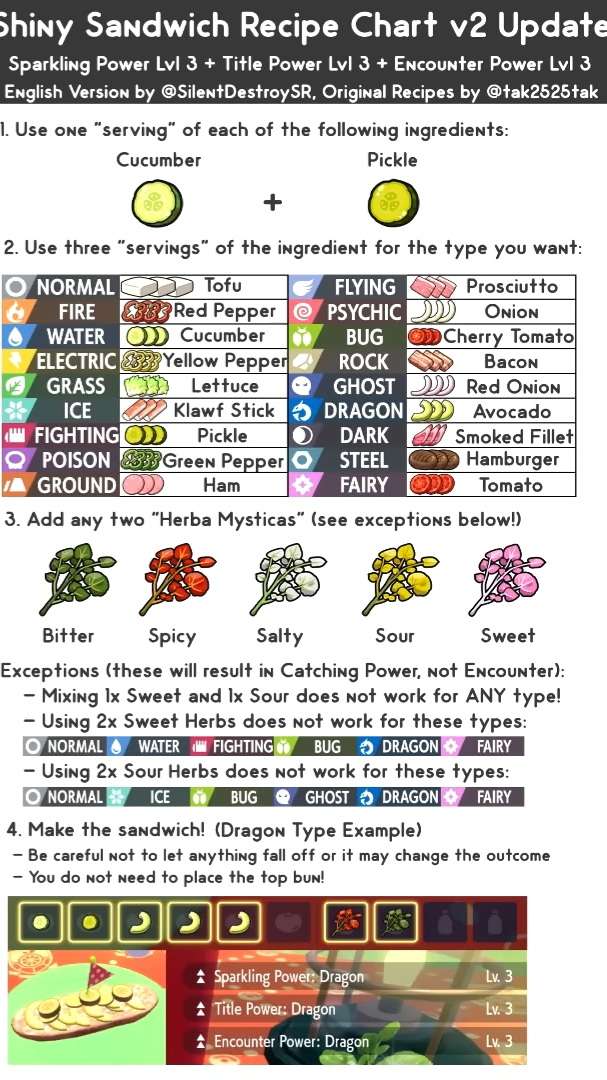 Shiny Sandwich Recipe Chart v2 Update
Sparkling Power Lvl 3 + Title Power Lvl 3 + Encounter Power Lvl 3
English Version by @SilentDestroySR, Original Recipes by @tak2525tak
1. Use one "serving" of each of the following ingredients:
Cucumber
Pickle
+
2. Use three "servings" of the ingredient for the type you want:
NORMAL Tofu FLYING Prosciutto
FIRE Red Pepper PSYCHIC Onion
WATER Cucumber BUG Cherry Tomato
ELECTRIC Yellow Pepper ROCK Bacon
GRASS Lettuce GHOST Red Onion
ICE Klawf Stick DRAGON Avocado
FIGHTING Pickle DARK Smoked Fillet
POISON Green Pepper STEEL Hamburger
GROUND Ham FAIRY Tomato
3. Add any two "Herba Mysticas" (see exceptions below!)
Bitter Spicy Salty Sour Sweet
Exceptions (these will result in Catching Power, not Encounter):
– Mixing 1x Sweet and 1x Sour does not work for ANY type!
– Using 2x Sweet Herbs does not work for these types:
NORMAL WATER FIGHTING BUG DRAGON FAIRY
– Using 2x Sour Herbs does not work for these types:
NORMAL ICE BUG GHOST DRAGON FAIRY
4. Make the sandwich! (Dragon Type Example)
– Be careful not to let anything fall off or it may change the outcome
– You do not need to place the top bun!
Sparkling Power: Dragon Lv. 3
Title Power: Dragon Lv. 3
Encounter Power: Dragon Lv. 3